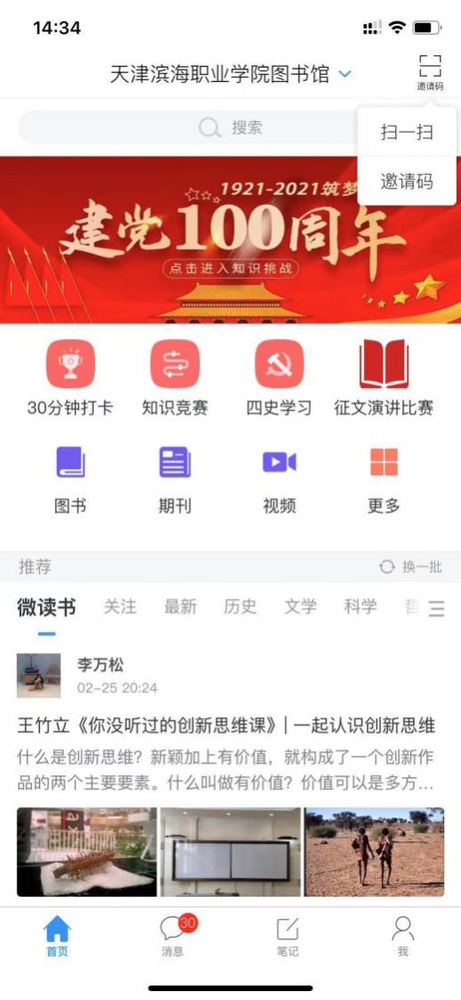 14:34
天津滨海职业学院图书馆
邀请码
搜索
扫一扫
邀请码
1921-2021筑梦
建党100周年
点击进入知识挑战
30分钟打卡 知识竞赛 四史学习 征文演讲比赛
图书 期刊 视频 更多
推荐 换一批
微读书 关注 最新 历史 文学 科学 哲
李万松
02-25 20:24
王竹立《你没听过的创新思维课》| 一起认识创新思维
什么是创新思维？新颖加上有价值，就构成了一个创新作
品的两个主要要素。什么叫做有价值？价值可以是多方...
30
首页 消息 笔记 我